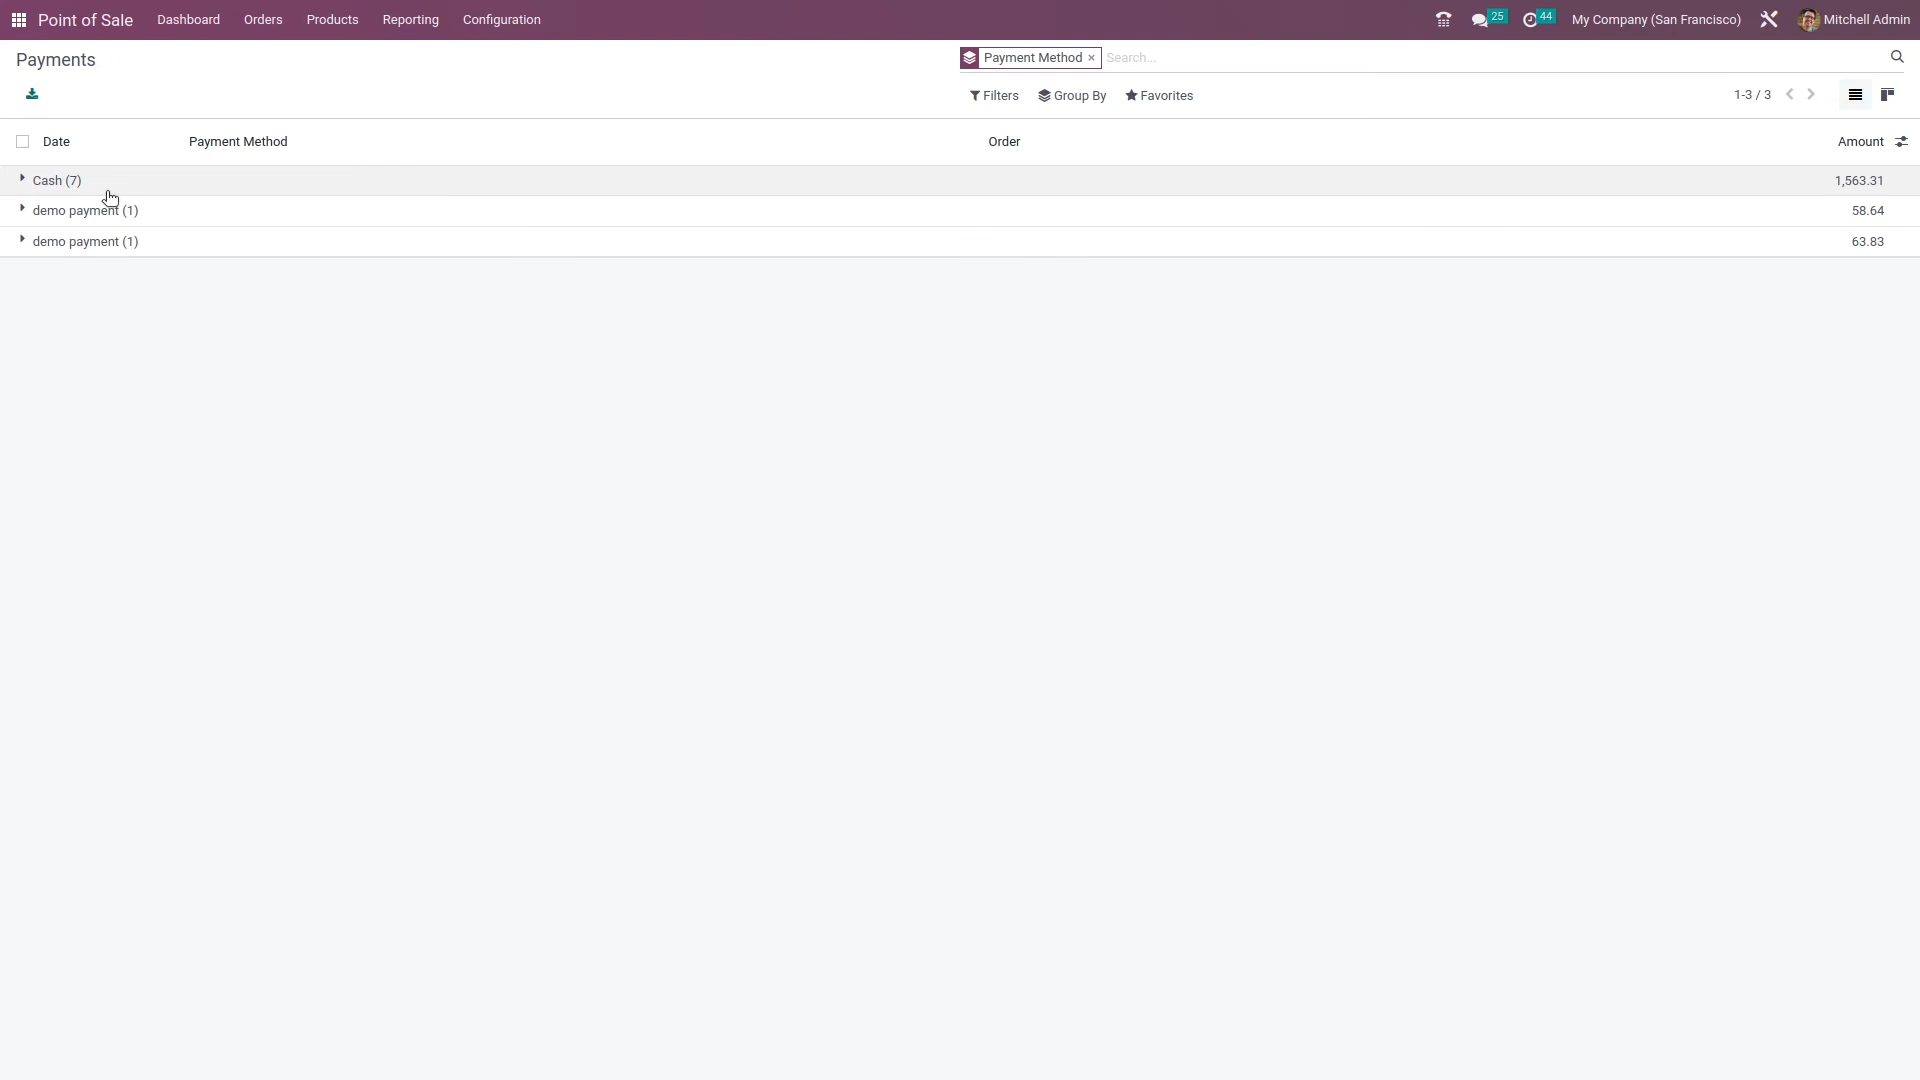 Point of Sale Dashboard Orders Products Reporting Configuration 25 44 My Company (San Francisco) Mitchell Admin
Payments Payment Method × Search...
Filters Group By Favorites 1-3 / 3
Date Payment Method Order Amount
Cash (7) 1,563.31
demo payment (1) 58.64
demo payment (1) 63.83